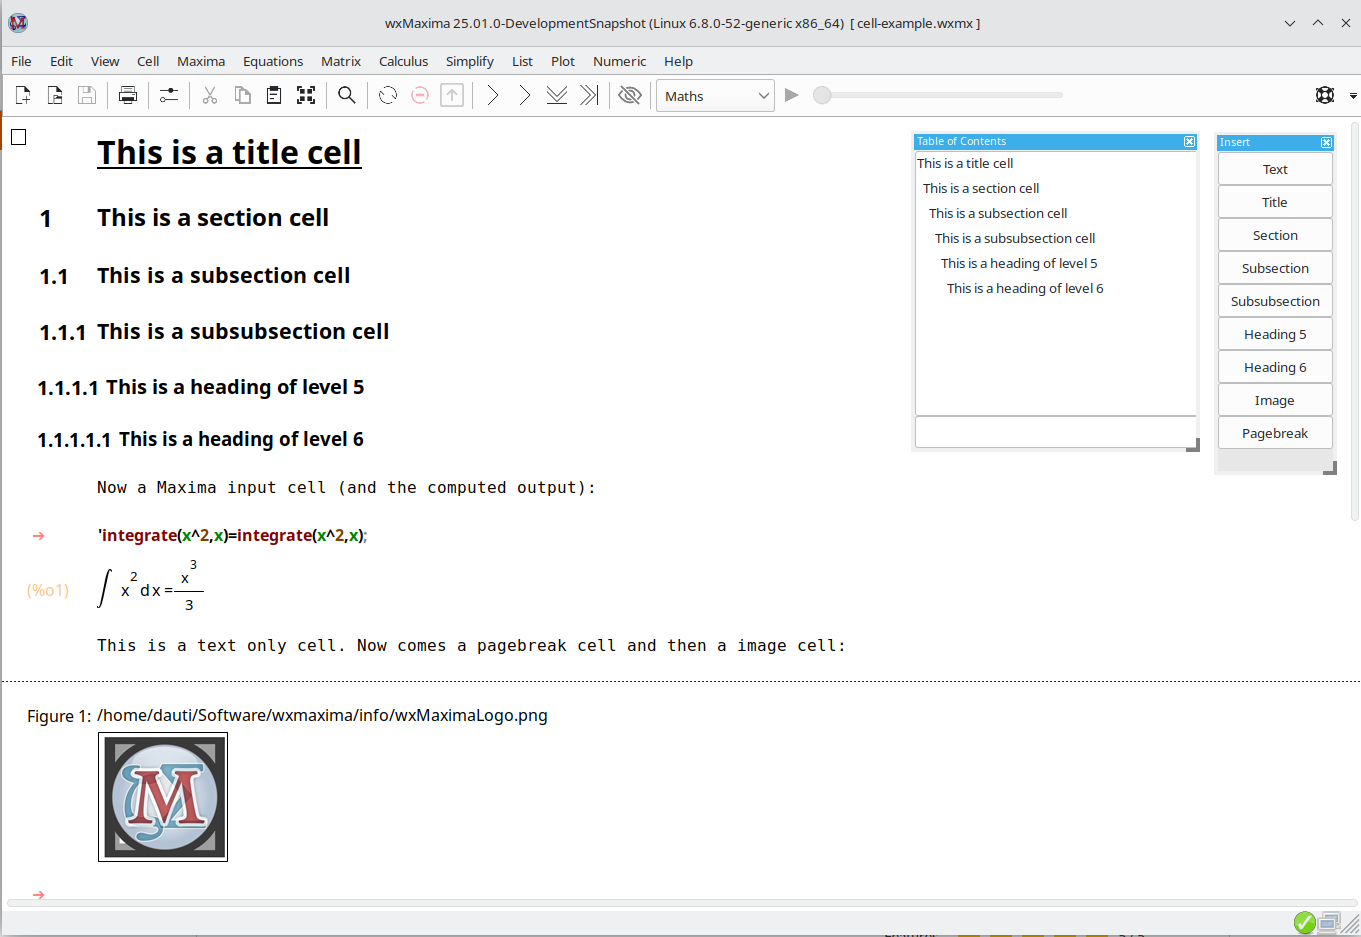 wxMaxima 25.01.0-DevelopmentSnapshot (Linux 6.8.0-52-generic x86_64) [ cell-example.wxmx ]
File Edit View Cell Maxima Equations Matrix Calculus Simplify List Plot Numeric Help
Maths
This is a title cell
1 This is a section cell
1.1 This is a subsection cell
1.1.1 This is a subsubsection cell
1.1.1.1 This is a heading of level 5
1.1.1.1.1 This is a heading of level 6
Now a Maxima input cell (and the computed output):
→ 'integrate(x^2,x)=integrate(x^2,x);
(%o1) ∫ x² dx = x³/3
This is a text only cell. Now comes a pagebreak cell and then a image cell:
Figure 1: /home/dauti/Software/wxmaxima/info/wxMaximaLogo.png
M
→
Table of Contents
This is a title cell
This is a section cell
This is a subsection cell
This is a subsubsection cell
This is a heading of level 5
This is a heading of level 6
Insert
Text
Title
Section
Subsection
Subsubsection
Heading 5
Heading 6
Image
Pagebreak